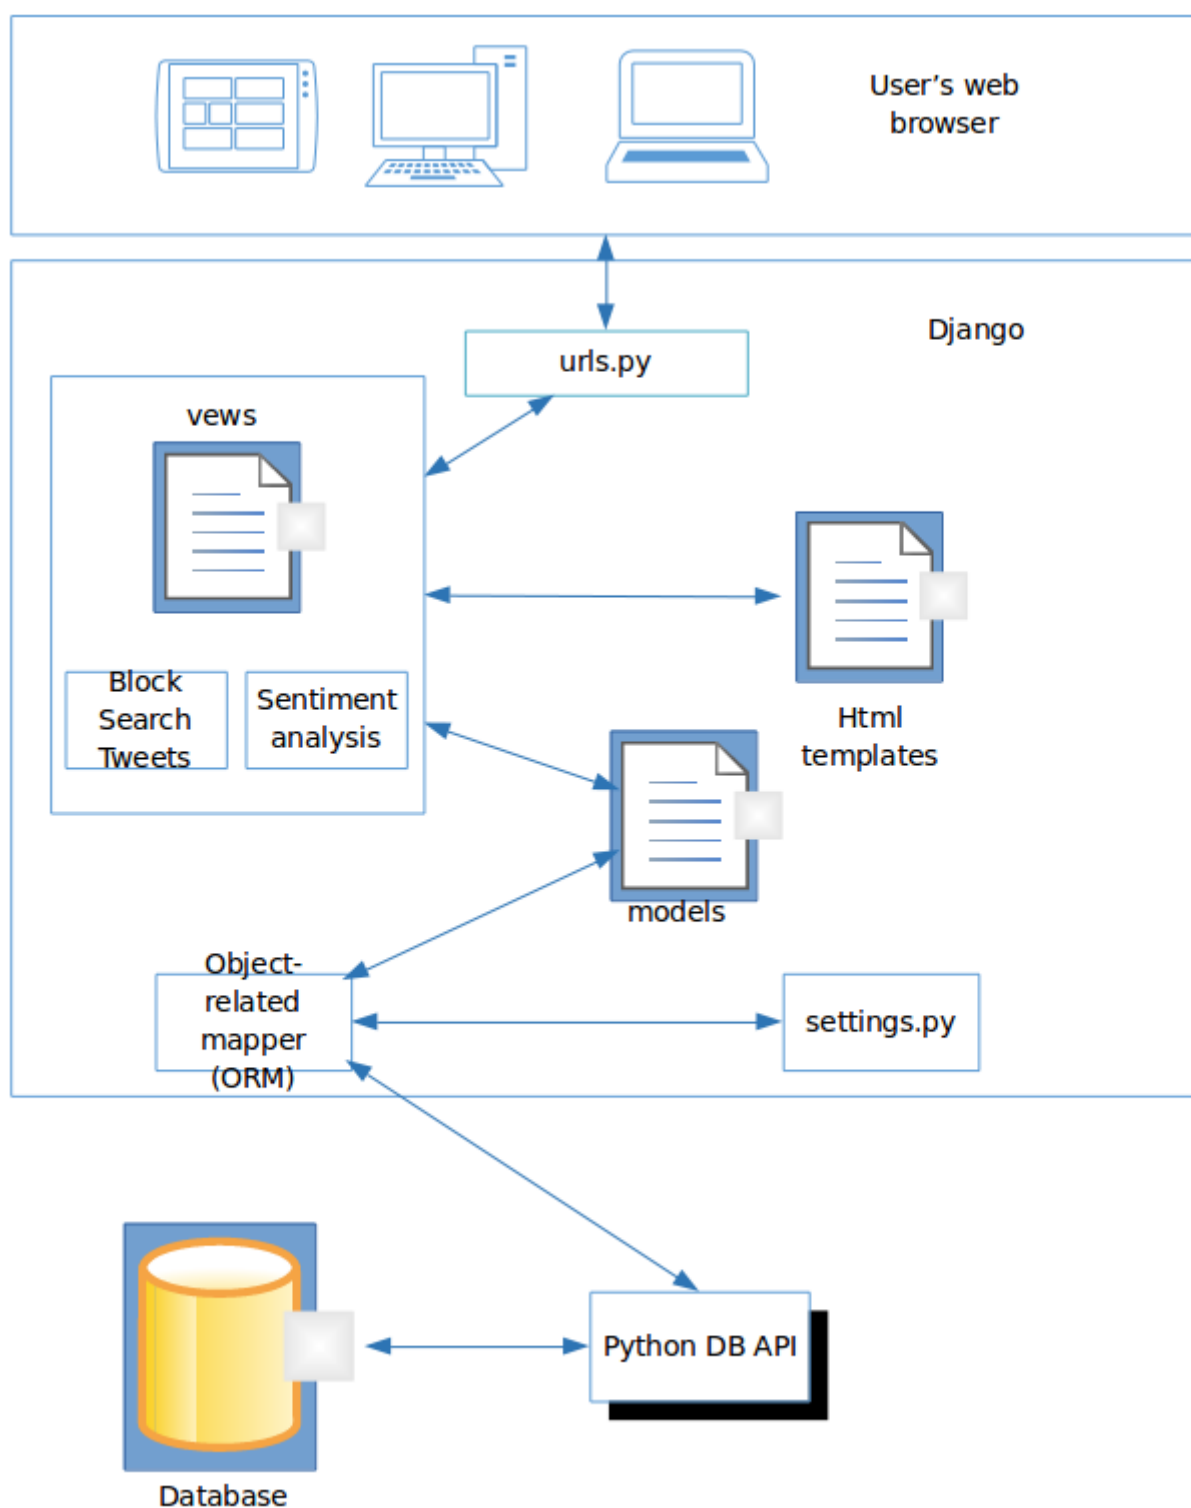 User's web
browser
Django
urls.py
vews
Block
Search
Tweets
Sentiment
analysis
Html
templates
models
Object-
related
mapper
(ORM)
settings.py
Python DB API
Database